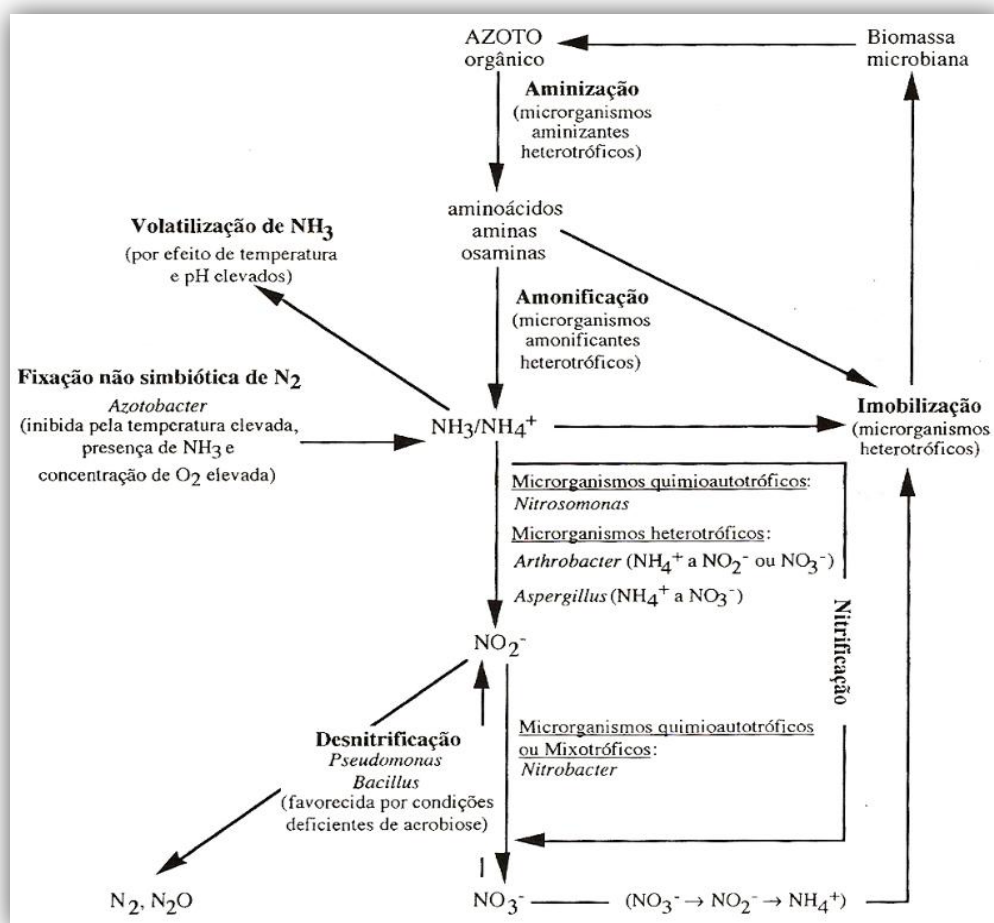 AZOTO
orgânico
Biomassa
microbiana
Aminização
(microrganismos
aminizantes
heterotróficos)
aminoácidos
aminas
osaminas
Volatilização de NH₃
(por efeito de temperatura
e pH elevados)
Amonificação
(microrganismos
amonificantes
heterotróficos)
Fixação não simbiótica de N₂
Azotobacter
(inibida pela temperatura elevada,
presença de NH₃ e
concentração de O₂ elevada)
NH₃/NH₄⁺
Imobilização
(microrganismos
heterotróficos)
Microrganismos quimioautotróficos:
Nitrosomonas
Microrganismos heterotróficos:
Arthrobacter (NH₄⁺ a NO₂⁻ ou NO₃⁻)
Aspergillus (NH₄⁺ a NO₃⁻)
Nitrificação
NO₂⁻
Microrganismos quimioautotróficos
ou Mixotróficos:
Nitrobacter
Desnitrificação
Pseudomonas
Bacillus
(favorecida por condições
deficientes de aerobiose)
N₂, N₂O
NO₃⁻
(NO₃⁻ → NO₂⁻ → NH₄⁺)